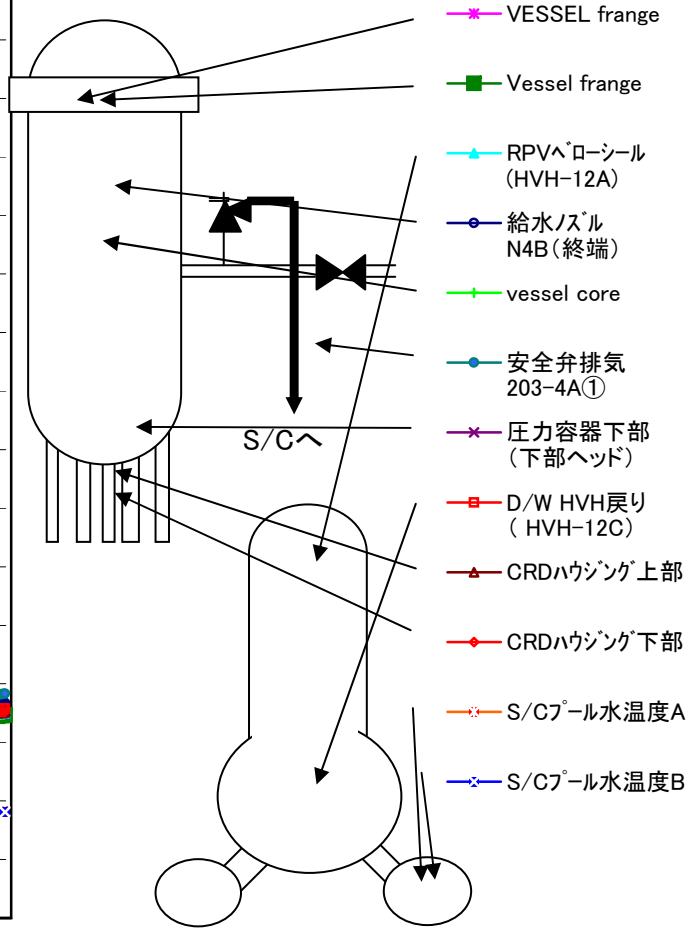 VESSEL frange
Vessel frange
RPVベローシール
(HVH-12A)
給水ノズル
N4B(終端)
vessel core
安全弁排気
203-4A①
圧力容器下部
(下部ヘッド)
D/W HVH戻り
( HVH-12C)
CRDハウジング上部
CRDハウジング下部
S/Cプール水温度A
S/Cプール水温度B
S/Cへ